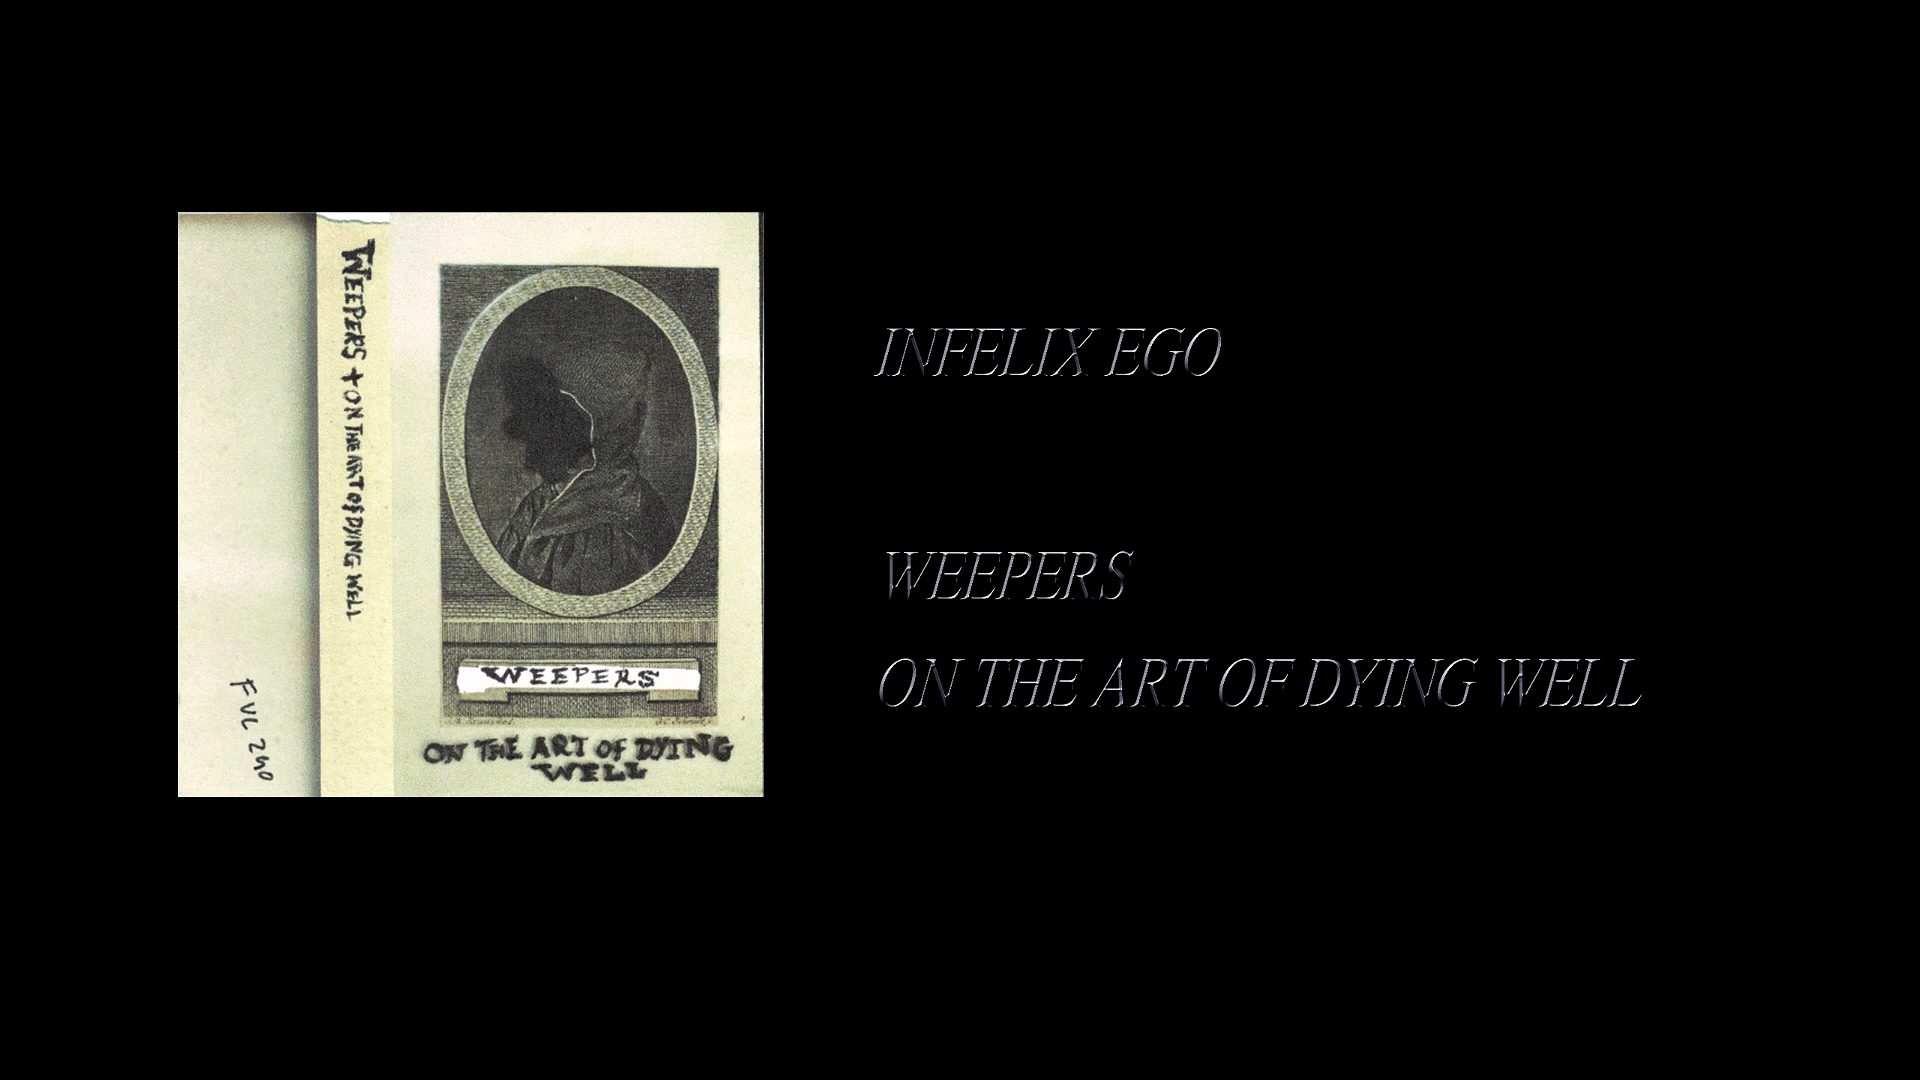 WEEPERS + ON THE ART of DYING WELL
FVL 240
WEEPERS
ON THE ART Of DYING
WELL
INFELIX EGO
WEEPERS
ON THE ART OF DYING WELL